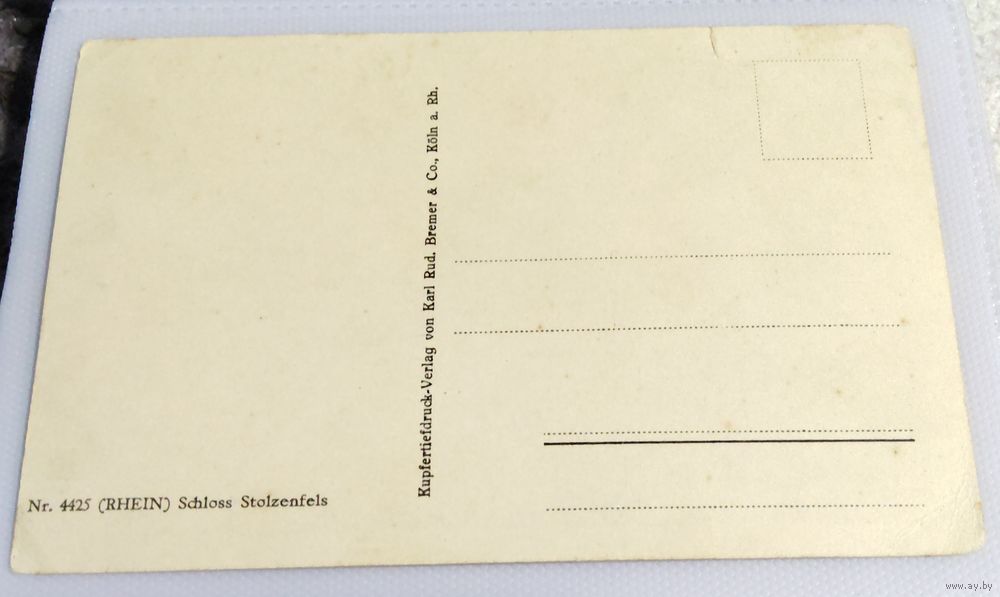 Kupfertiefdruck-Verlag von Karl Rud. Bremer & Co., Köln a. Rh.
Nr. 4425 (RHEIN) Schloss Stolzenfels
www.ay.by